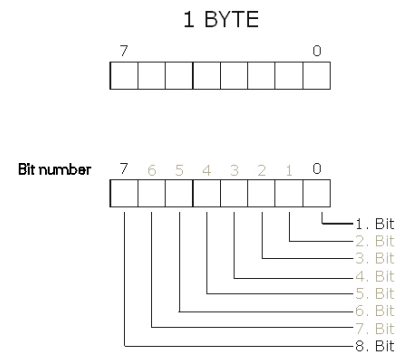 1 BYTE
7 0
Bit number 7 6 5 4 3 2 1 0
1. Bit
2. Bit
3. Bit
4. Bit
5. Bit
6. Bit
7. Bit
8. Bit